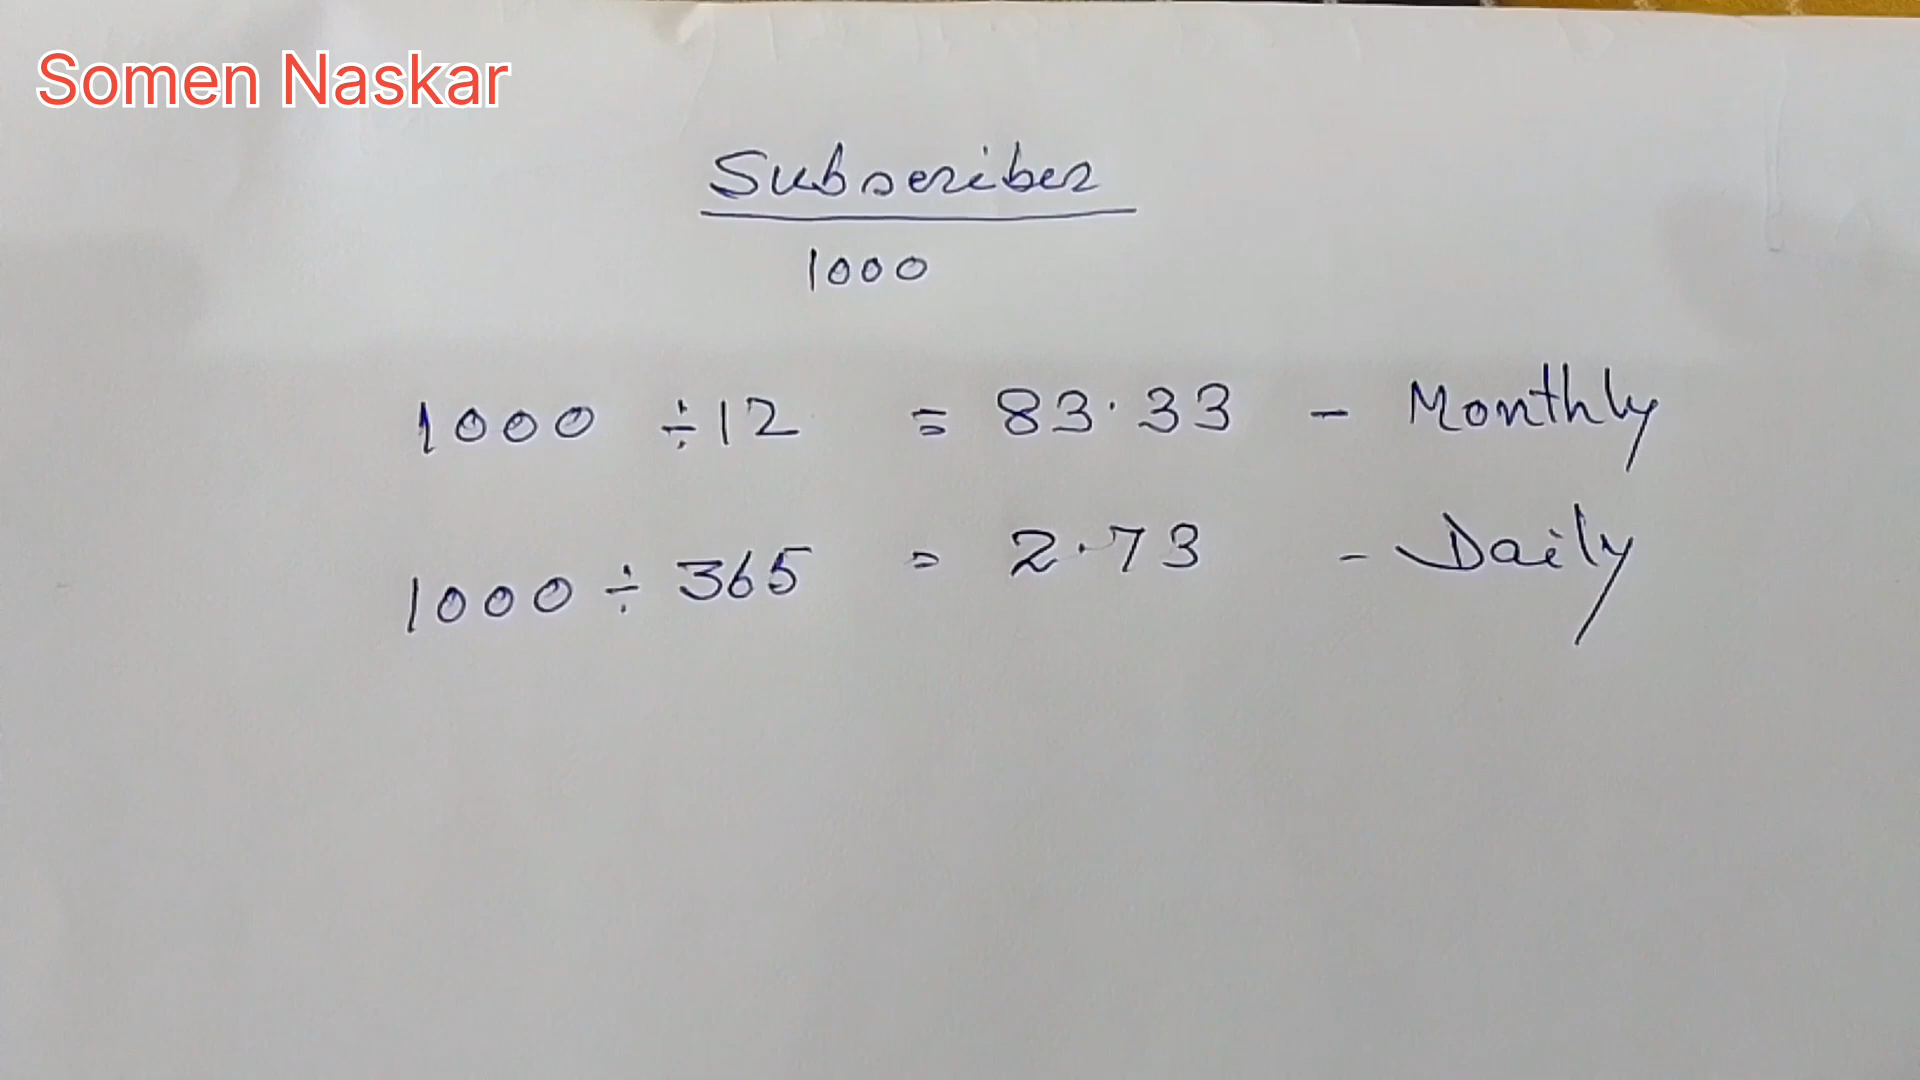 Somen Naskar
Subscriber
1000
1000 ÷ 12 = 83.33 - Monthly
1000 ÷ 365 = 2.73 - Daily